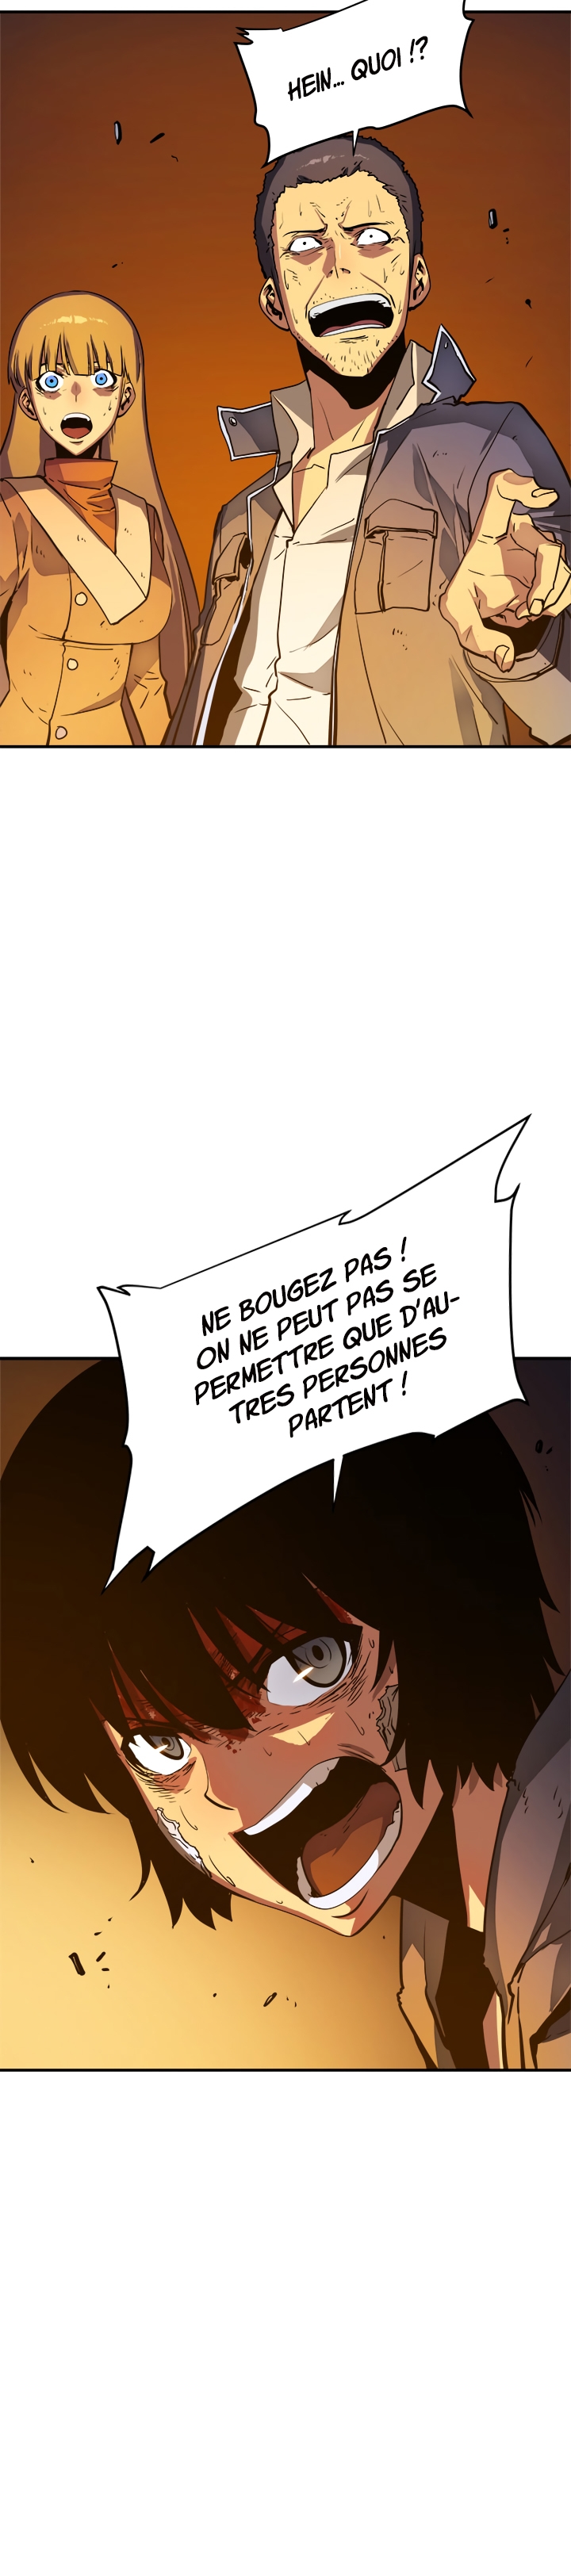 HEIN... QUOI !?
NE BOUGEZ PAS !
ON NE PEUT PAS SE
PERMETTRE QUE D'AU-
TRES PERSONNES
PARTENT !